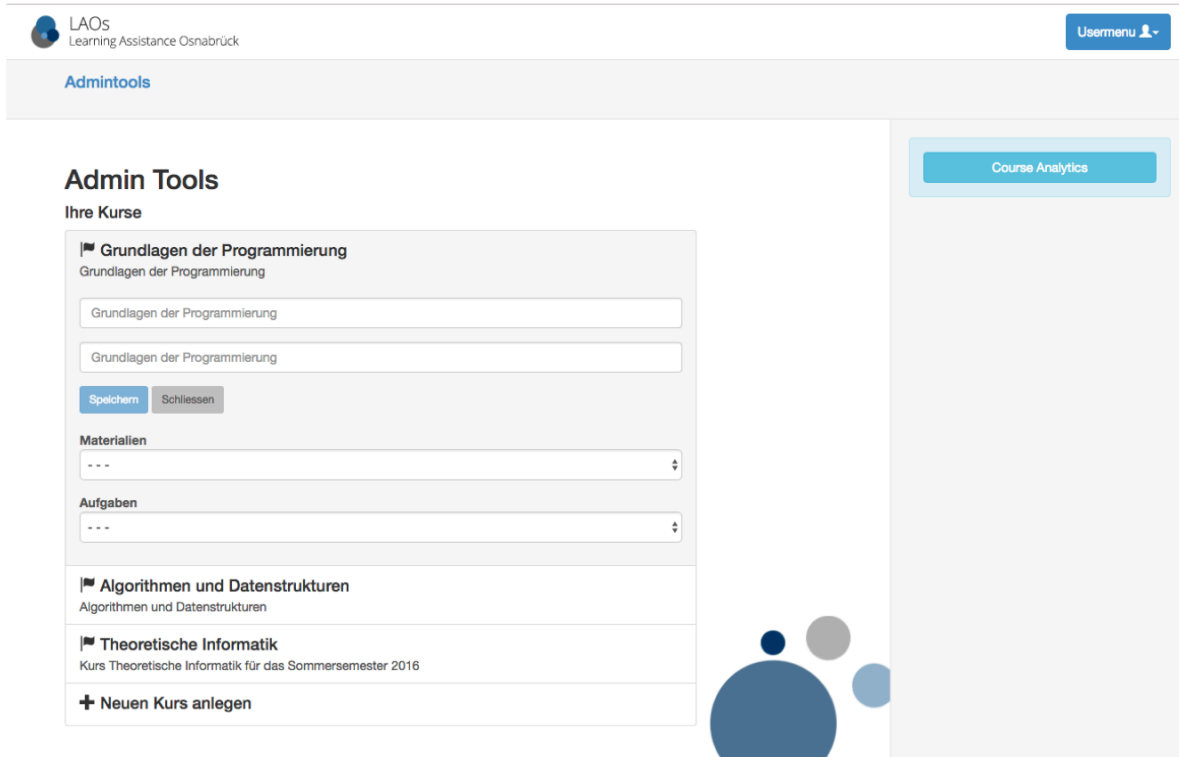 LAOs
Learning Assistance Osnabrück
Usermenu
Admintools
Course Analytics
Admin Tools
Ihre Kurse
Grundlagen der Programmierung
Grundlagen der Programmierung
Grundlagen der Programmierung
Grundlagen der Programmierung
Speichern Schliessen
Materialien
- - -
Aufgaben
- - -
Algorithmen und Datenstrukturen
Algorithmen und Datenstrukturen
Theoretische Informatik
Kurs Theoretische Informatik für das Sommersemester 2016
Neuen Kurs anlegen